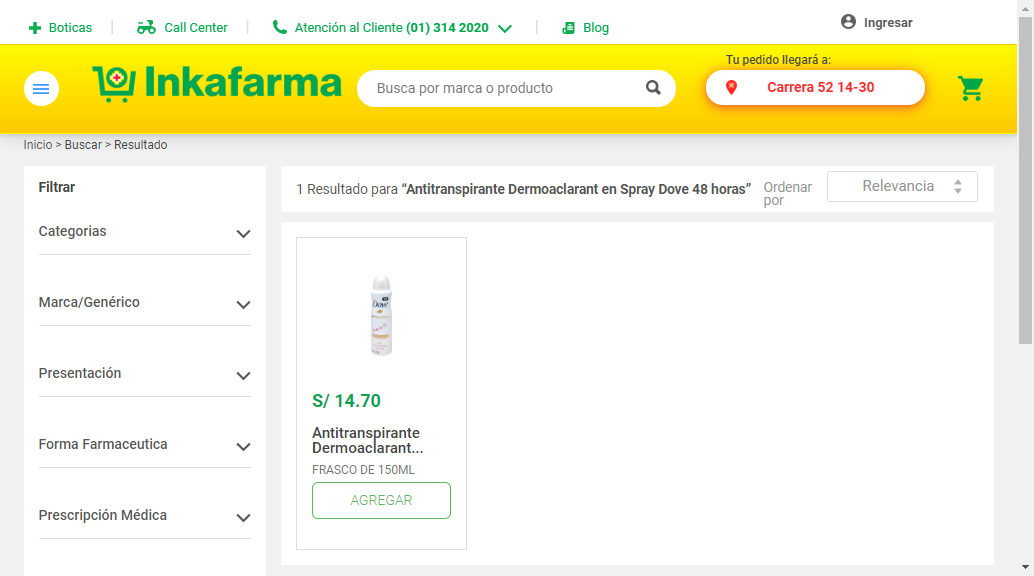 Boticas
Call Center
Atención al Cliente (01) 314 2020
Blog
Ingresar
Inkafarma
Busca por marca o producto
Tu pedido llegará a:
Carrera 52 14-30
Inicio > Buscar > Resultado
Filtrar
Categorias
Marca/Genérico
Presentación
Forma Farmaceutica
Prescripción Médica
1 Resultado para “Antitranspirante Dermoaclarant en Spray Dove 48 horas”
Ordenar
por
Relevancia
Dove
S/ 14.70
Antitranspirante
Dermoaclarant...
FRASCO DE 150ML
AGREGAR